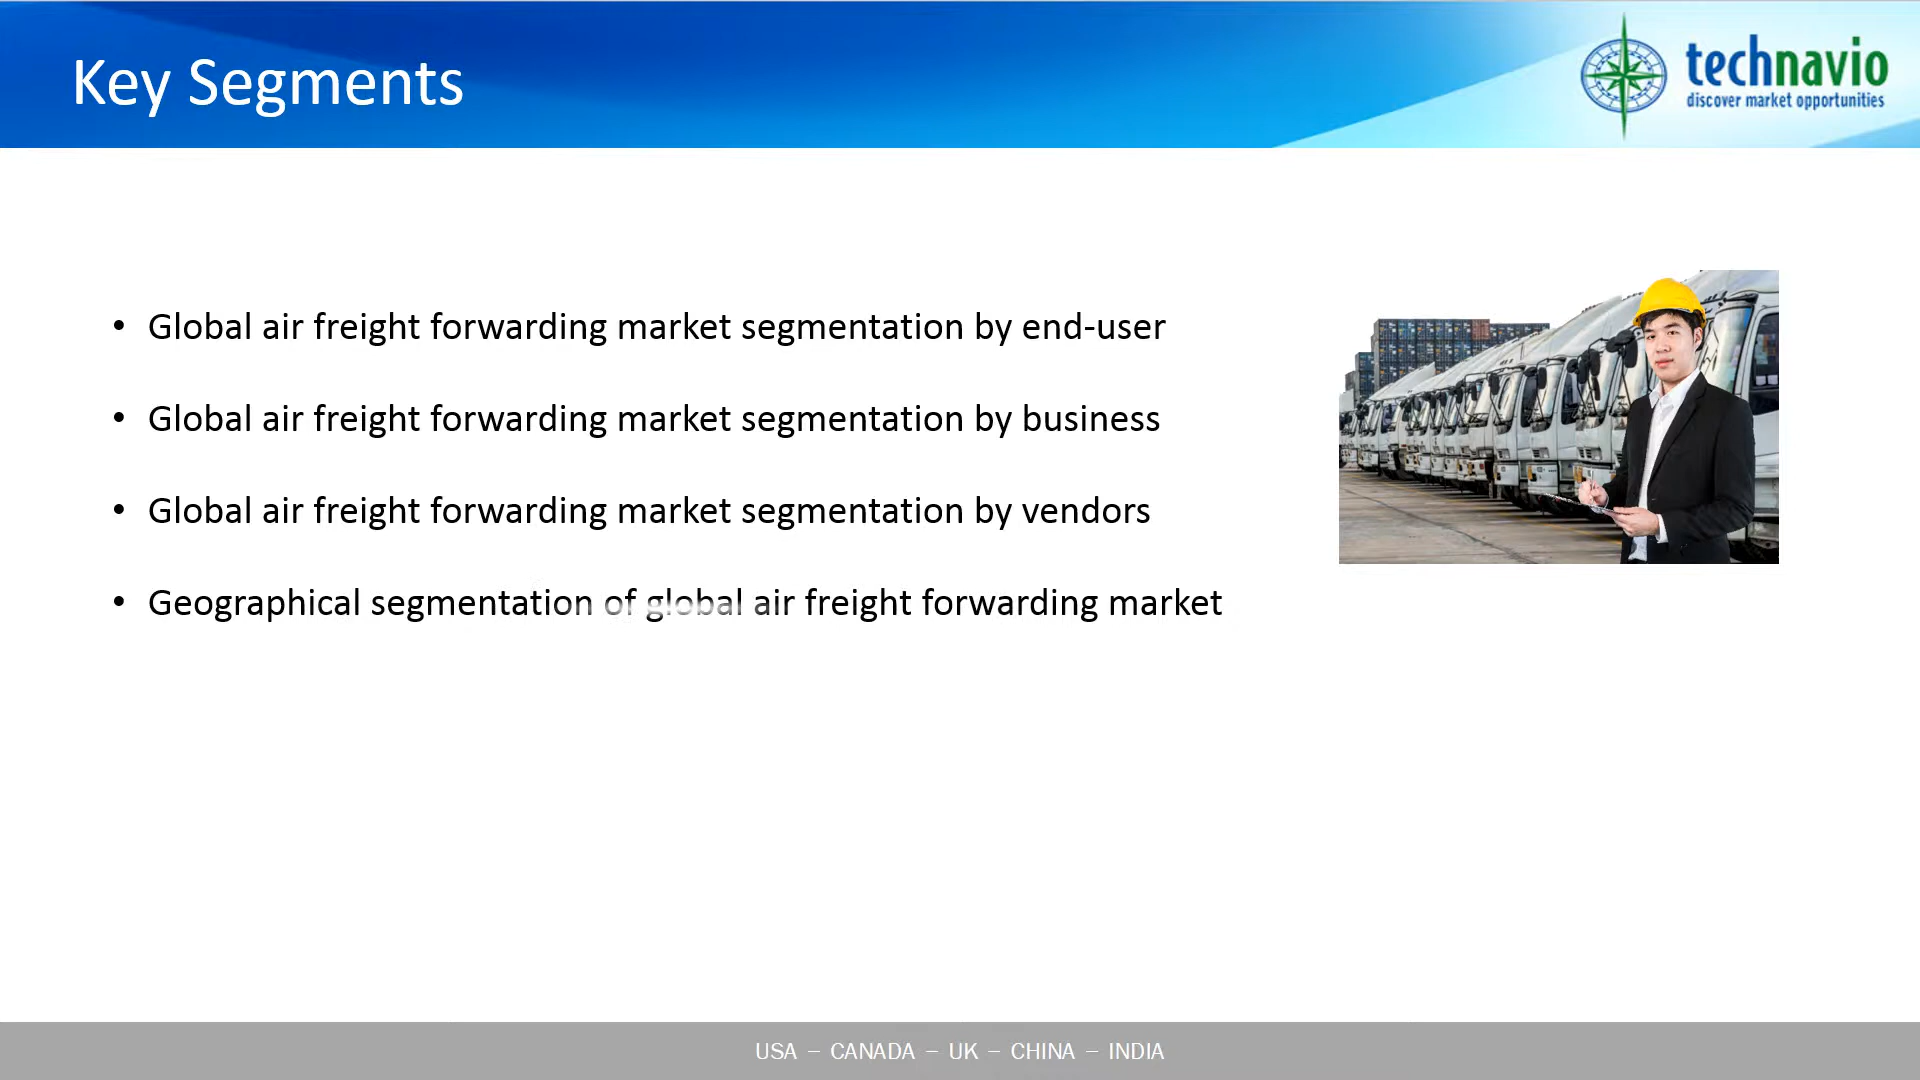 Key Segments
technavio
discover market opportunities
• Global air freight forwarding market segmentation by end-user
• Global air freight forwarding market segmentation by business
• Global air freight forwarding market segmentation by vendors
• Geographical segmentation of global air freight forwarding market
USA – CANADA – UK – CHINA – INDIA